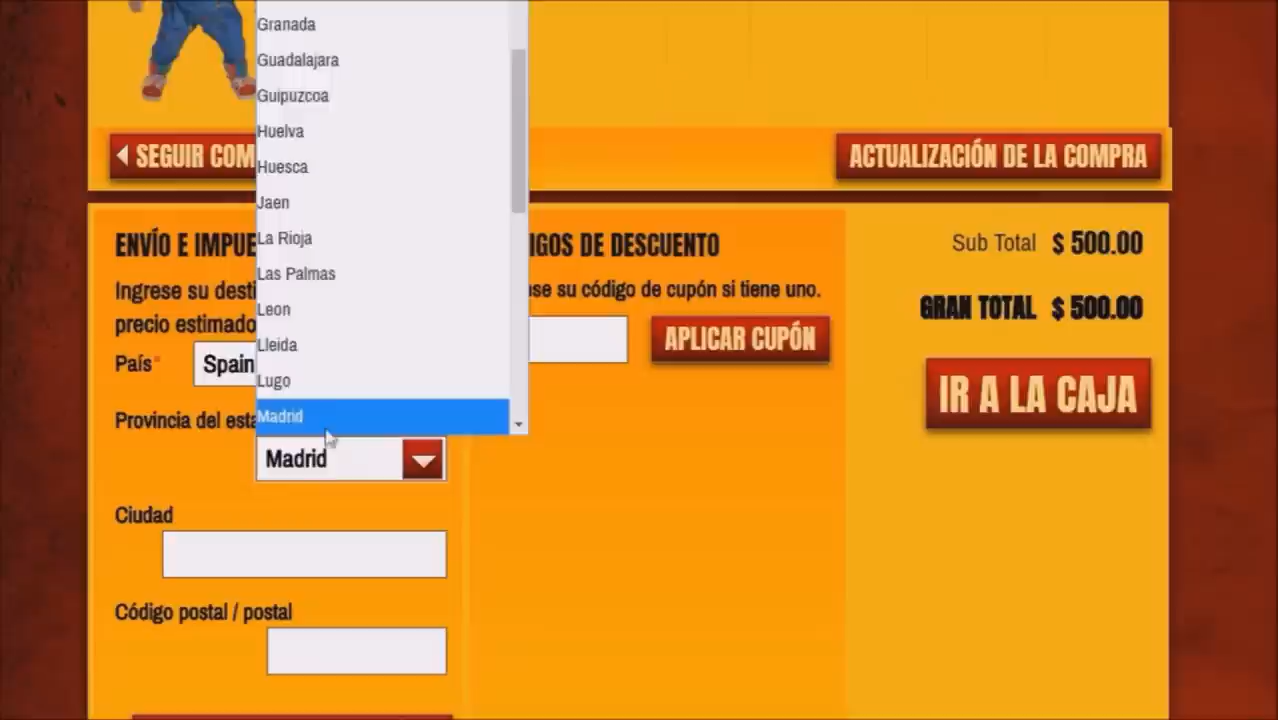 Granada
Guadalajara
Guipuzcoa
Huelva
Huesca
Jaen
La Rioja
Las Palmas
Leon
Lleida
Lugo
Madrid
Madrid
SEGUIR COM
ACTUALIZACIÓN DE LA COMPRA
ENVÍO E IMPUE
Ingrese su desti
precio estimado
País*
Spain
Provincia del esta
Ciudad
Código postal / postal
IGOS DE DESCUENTO
se su código de cupón si tiene uno.
APLICAR CUPÓN
Sub Total $ 500.00
GRAN TOTAL $ 500.00
IR A LA CAJA